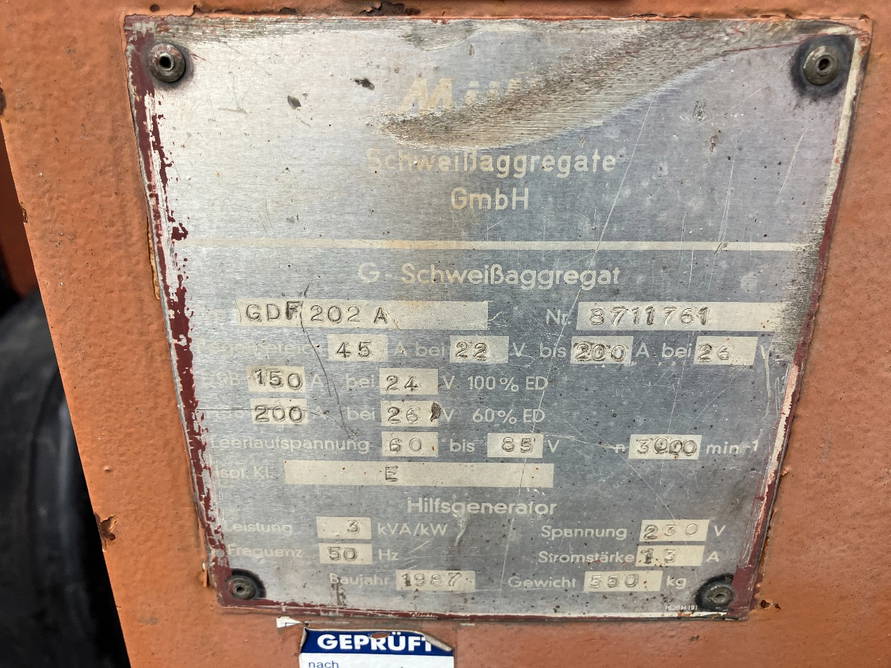 Schweißaggregate
GmbH
G-Schweißaggregat
GDF 202 A Nr. 8711761
45 A bei 22 V bis 200 A bei 26 V
150 A bei 24 V 100% ED
200 A bei 26 V 60% ED
Leerlaufspannung 60 bis 85 V n 3000 min⁻¹
Isol. Kl. E
Hilfsgenerator
Leistung 3 kVA/kW Spannung 230 V
Frequenz 50 Hz Stromstärke 13 A
Baujahr 1987 Gewicht 550 kg
GEPRÜFT
nach